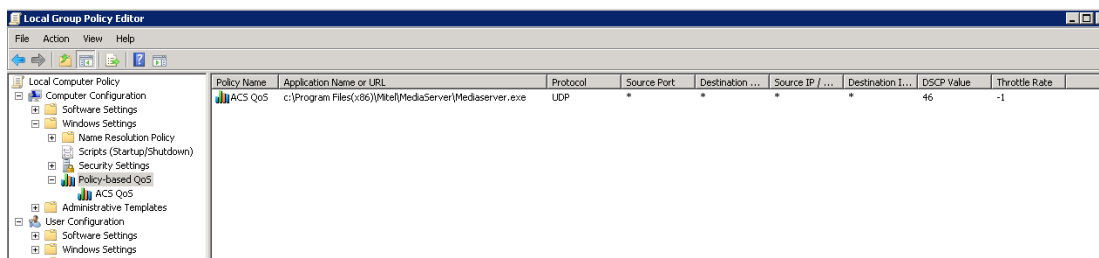 Local Group Policy Editor
File Action View Help
Local Computer Policy
Computer Configuration
Software Settings
Windows Settings
Name Resolution Policy
Scripts (Startup/Shutdown)
Security Settings
Policy-based QoS
ACS QoS
Administrative Templates
User Configuration
Software Settings
Windows Settings
Policy Name Application Name or URL Protocol Source Port Destination ... Source IP / ... Destination I... DSCP Value Throttle Rate
ACS QoS c:\Program Files(x86)\Mitel\MediaServer\Mediaserver.exe UDP * * * * 46 -1